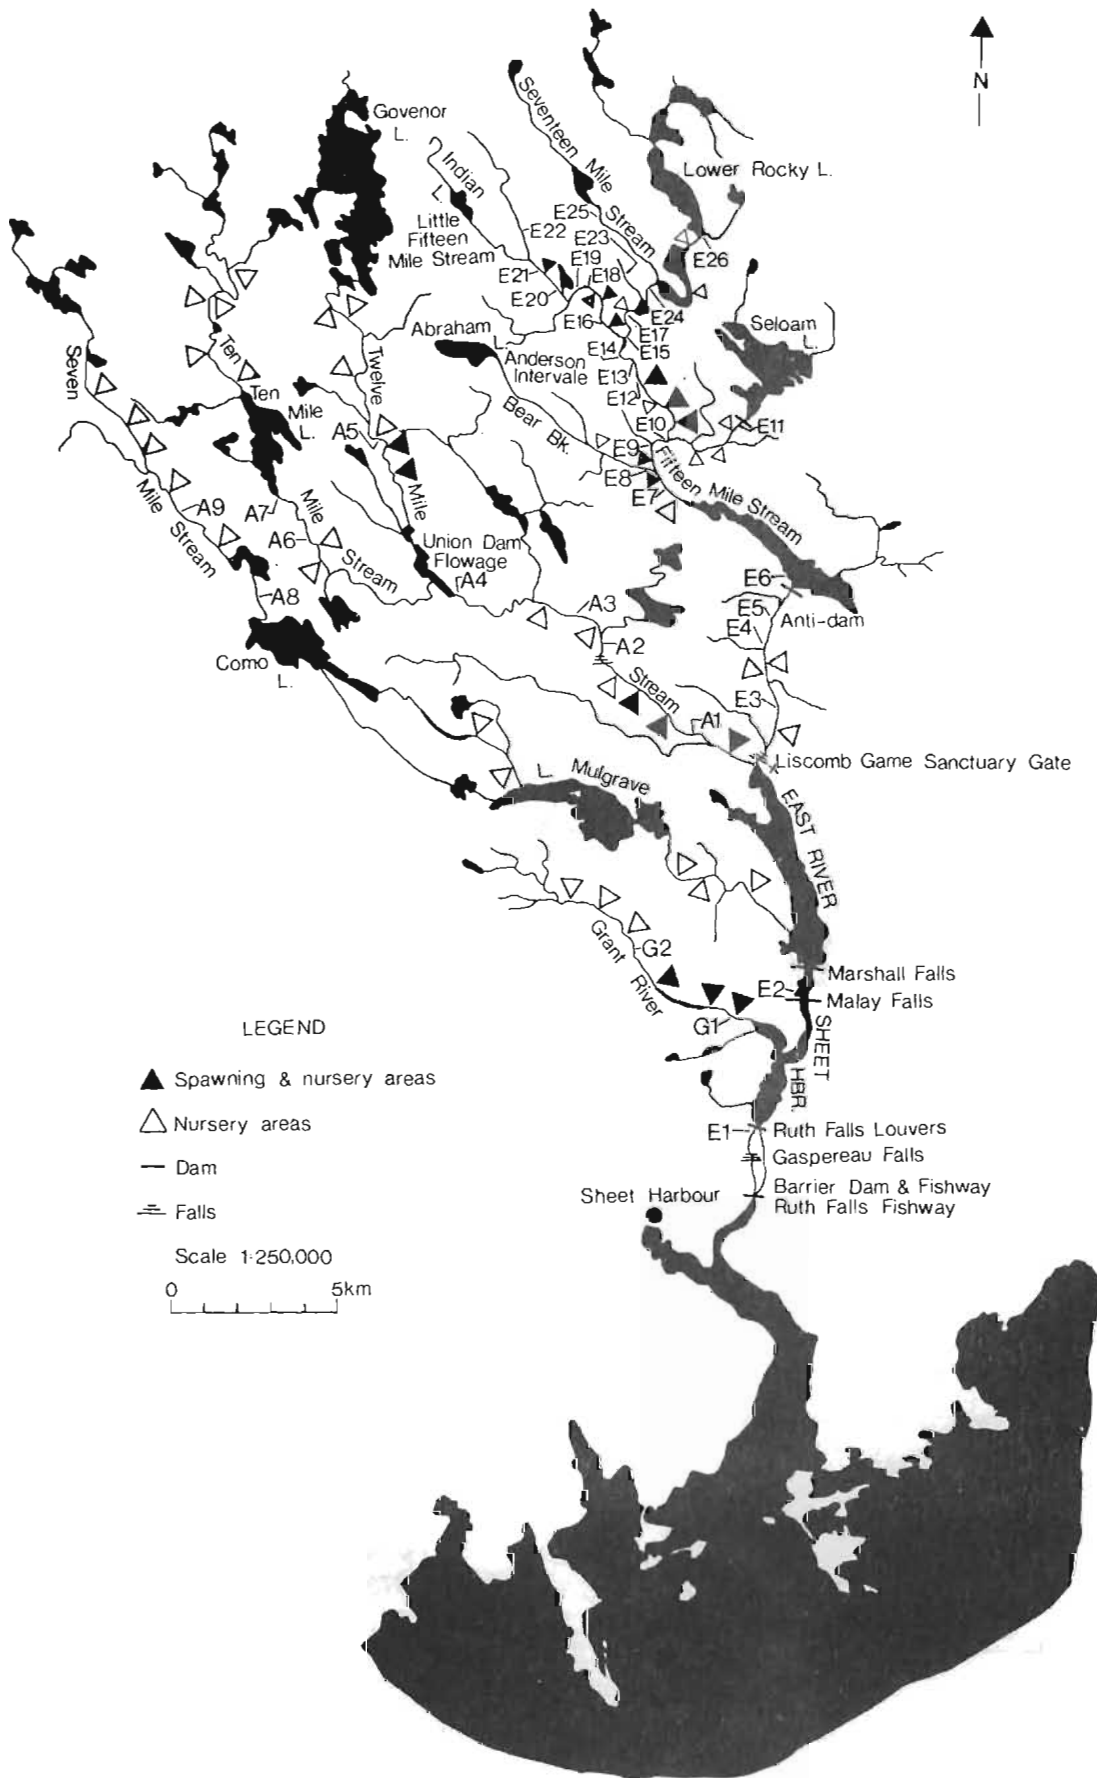 N
Govenor
L.
Indian
L.
Seventeen Mile
Stream
Lower Rocky L.
Little
Fifteen
Mile Stream
E25
E22
E23
E26
E19
E21
E18
E20
E16
E24
E17
E14
E15
Seloam
L.
Abraham
L.
Anderson
Intervale
E13
E12
E10
E11
Bear Bk.
E9
E8
E7
Fifteen Mile Stream
Seven
Mile
Stream
Ten
Ten
Mile
L.
Twelve
Mile
A5
A9
A7
Mile
Stream
A6
Union Dam
Flowage
A4
A8
A3
A2
Stream
A1
E6
E5
E4
Anti-dam
E3
Como
L.
Liscomb Game Sanctuary Gate
L. Mulgrave
EAST RIVER
Grant
River
G2
G1
Marshall Falls
E2
Malay Falls
SHEET
HBR.
LEGEND
Spawning & nursery areas
Nursery areas
Dam
Falls
Scale 1:250,000
0 5km
E1
Ruth Falls Louvers
Gaspereau Falls
Barrier Dam & Fishway
Ruth Falls Fishway
Sheet Harbour